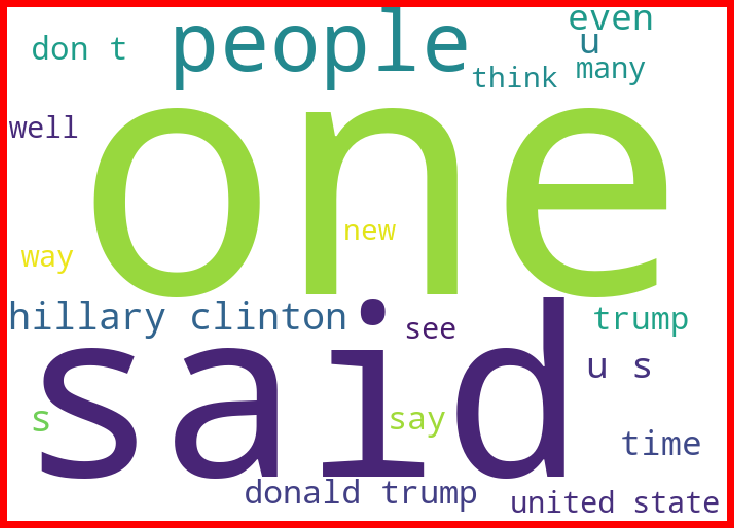 people
even
don t
u
think
many
well
one
new
way
hillary clinton
see
trump
said
u s
s
say
time
donald trump
united state